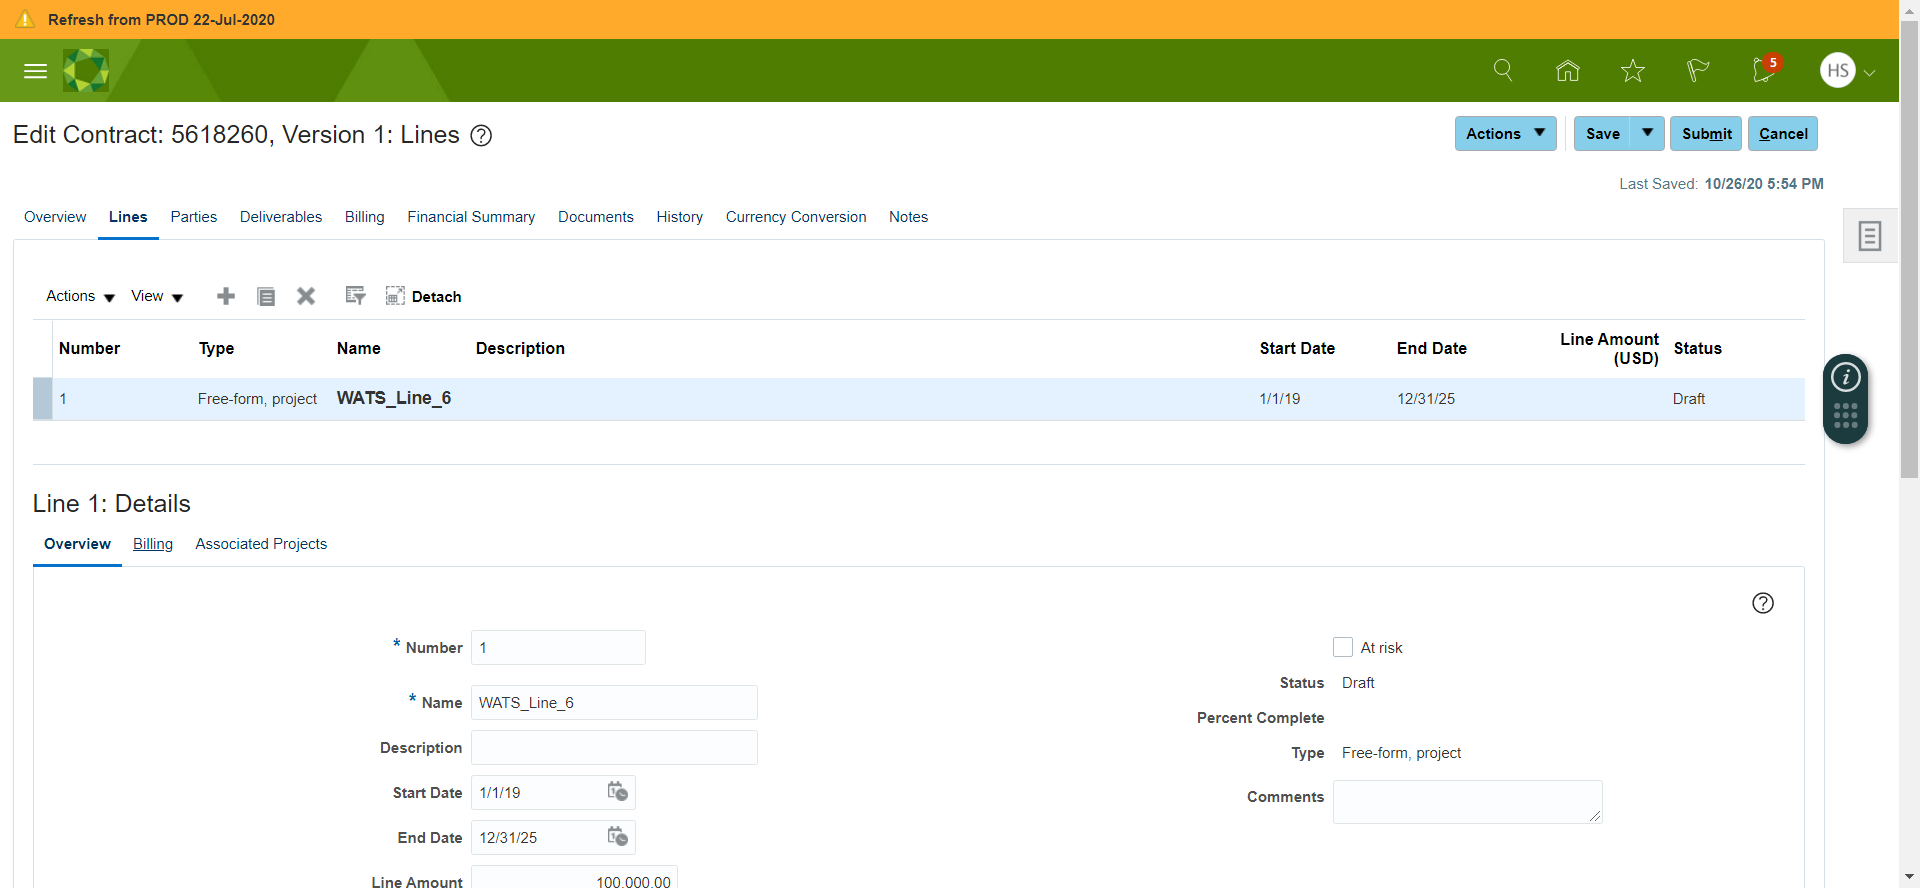 Refresh from PROD 22-Jul-2020
5
HS
Edit Contract: 5618260, Version 1: Lines ?
Actions Save Submit Cancel
Last Saved: 10/26/20 5:54 PM
Overview Lines Parties Deliverables Billing Financial Summary Documents History Currency Conversion Notes
Actions View Detach
Number Type Name Description Start Date End Date Line Amount (USD) Status
1 Free-form, project WATS_Line_6 1/1/19 12/31/25 Draft
i
Line 1: Details
Overview Billing Associated Projects
?
* Number 1
At risk
Status Draft
* Name WATS_Line_6
Percent Complete
Description
Type Free-form, project
Start Date 1/1/19
Comments
End Date 12/31/25
Line Amount 100,000.00